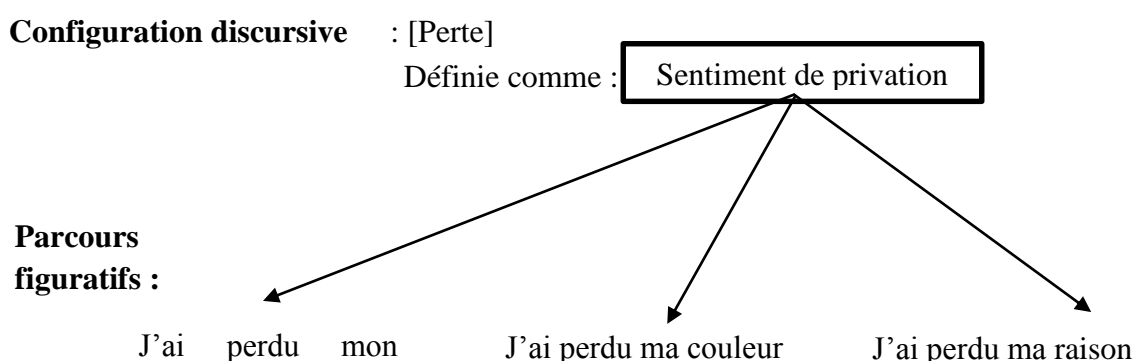 Configuration discursive : [Perte]
Définie comme : Sentiment de privation
Parcours
figuratifs :
J'ai perdu mon J'ai perdu ma couleur J'ai perdu ma raison